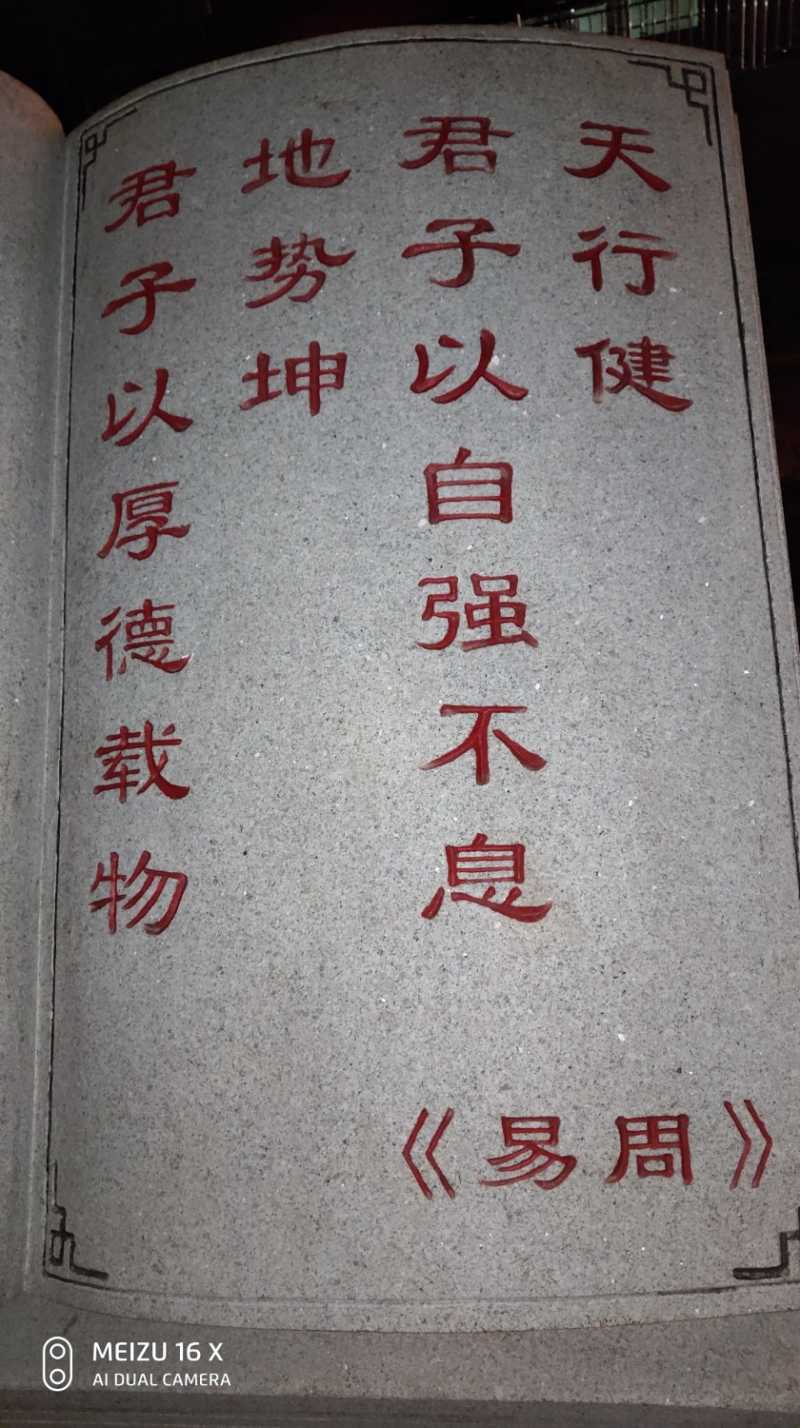 天行健
君子以自强不息
地势坤
君子以厚德载物
《易周》
MEIZU 16 X
AI DUAL CAMERA